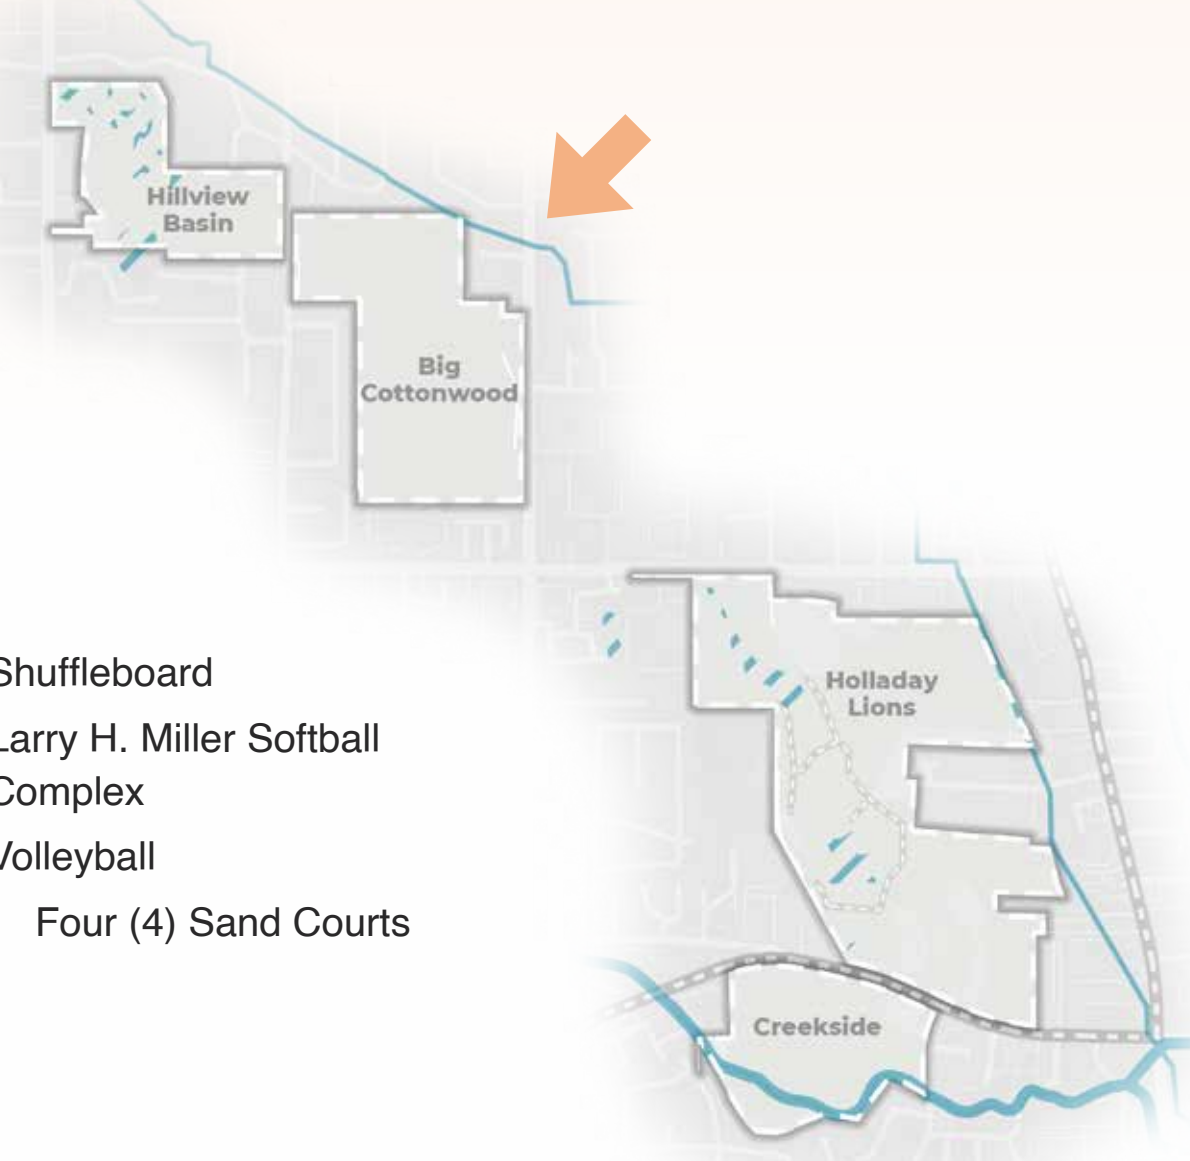 Hillview
Basin
Big
Cottonwood
Holladay
Lions
Creekside
Shuffleboard
Larry H. Miller Softball
Complex
Volleyball
Four (4) Sand Courts